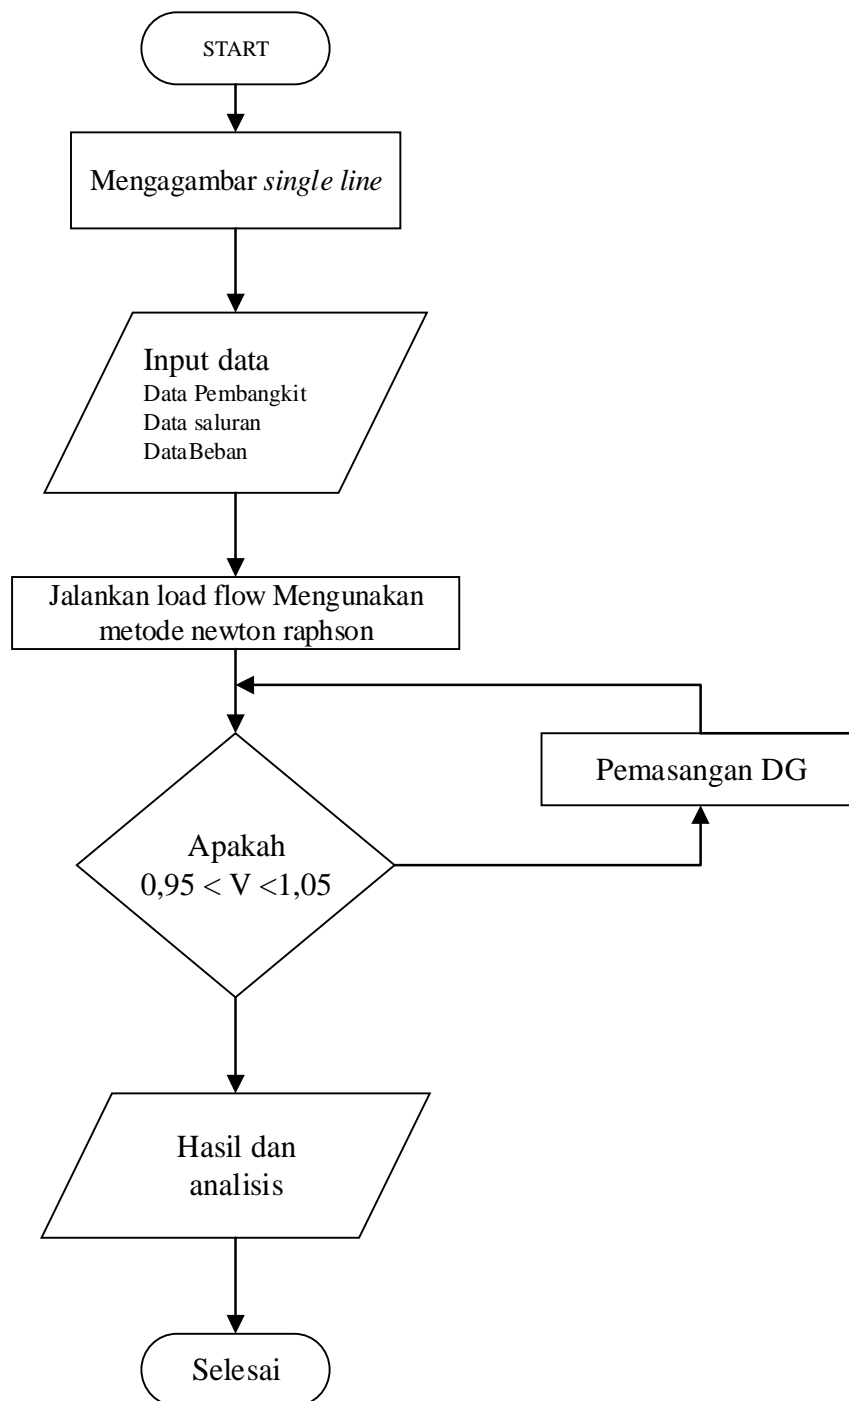 START
Mengagambar single line
Input data
Data Pembangkit
Data saluran
DataBeban
Jalankan load flow Mengunakan
metode newton raphson
Pemasangan DG
Apakah
0,95 < V <1,05
Hasil dan
analisis
Selesai